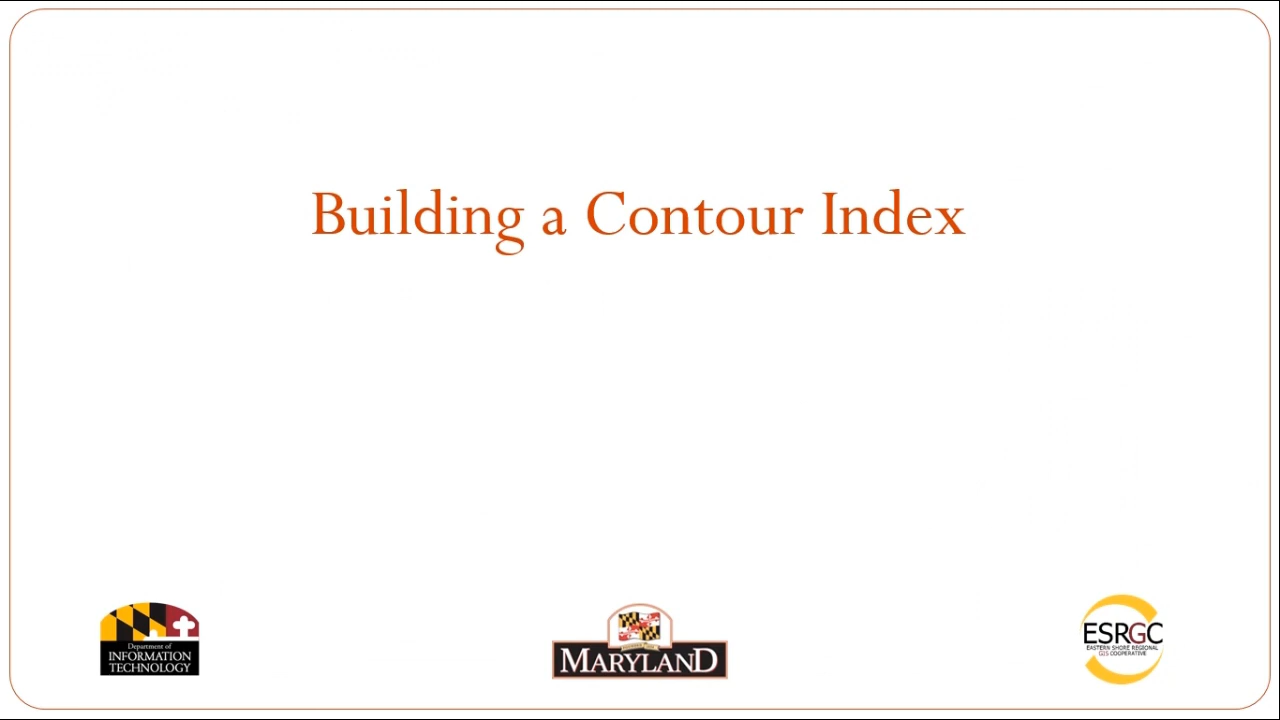 Building a Contour Index
Department of
INFORMATION
TECHNOLOGY
MARYLAND
ESRGC
EASTERN SHORE REGIONAL
GIS COOPERATIVE